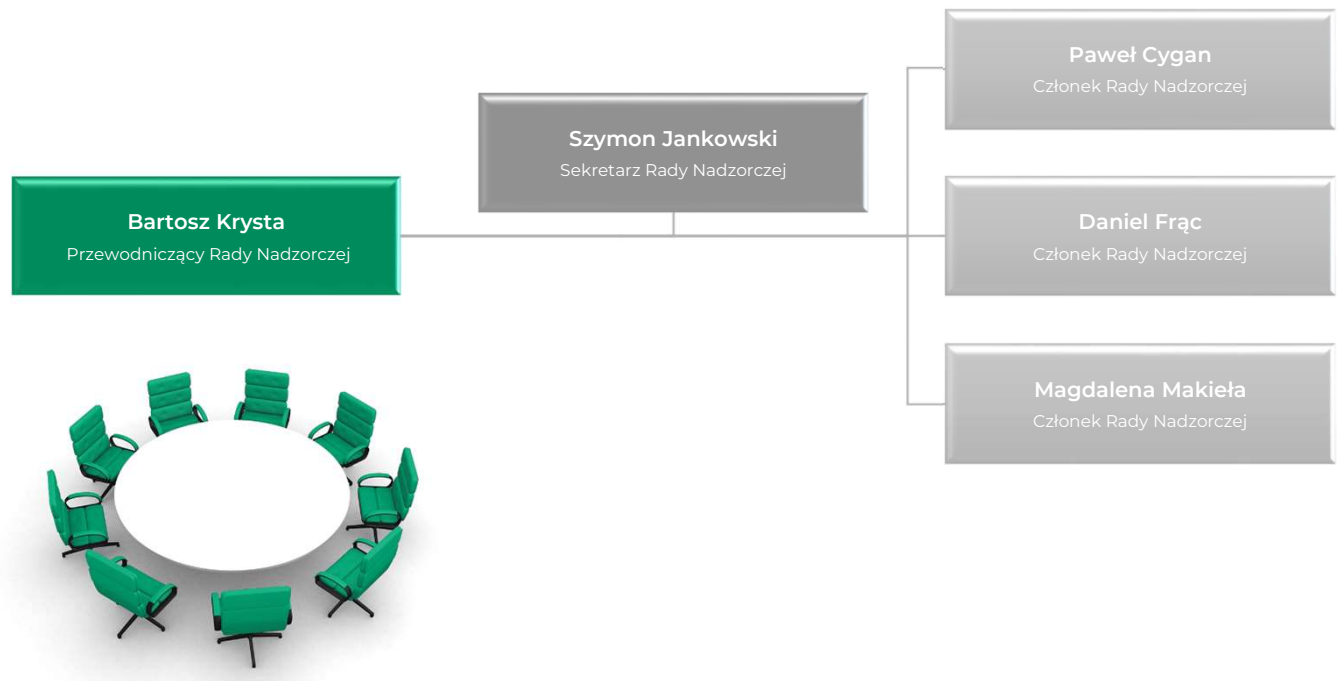 Bartosz Krysta
Przewodniczący Rady Nadzorczej
Szymon Jankowski
Sekretarz Rady Nadzorczej
Paweł Cygan
Członek Rady Nadzorczej
Daniel Frąc
Członek Rady Nadzorczej
Magdalena Makieła
Członek Rady Nadzorczej